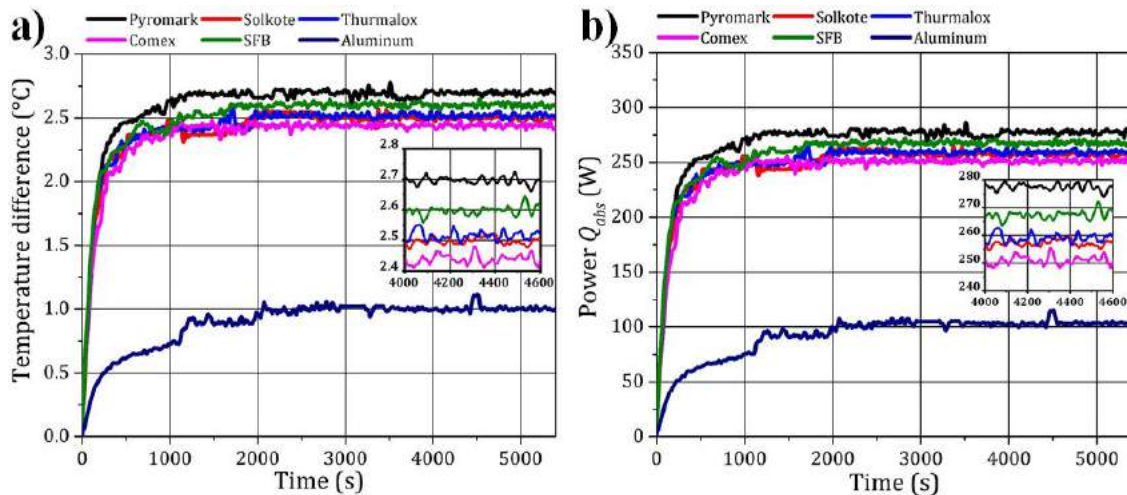 a)
Pyromark Solkote Thurmalox
Comex SFB Aluminum
3.0
2.5
2.0
1.5
1.0
0.5
0.0
Temperature difference (°C)
2.8
2.7
2.6
2.5
2.4
4000 4200 4400 4600
0 1000 2000 3000 4000 5000
Time (s)
b)
Pyromark Solkote Thurmalox
Comex SFB Aluminum
350
300
250
200
150
100
50
0
Power Qabs (W)
280
270
260
250
240
4000 4200 4400 4600
0 1000 2000 3000 4000 5000
Time (s)